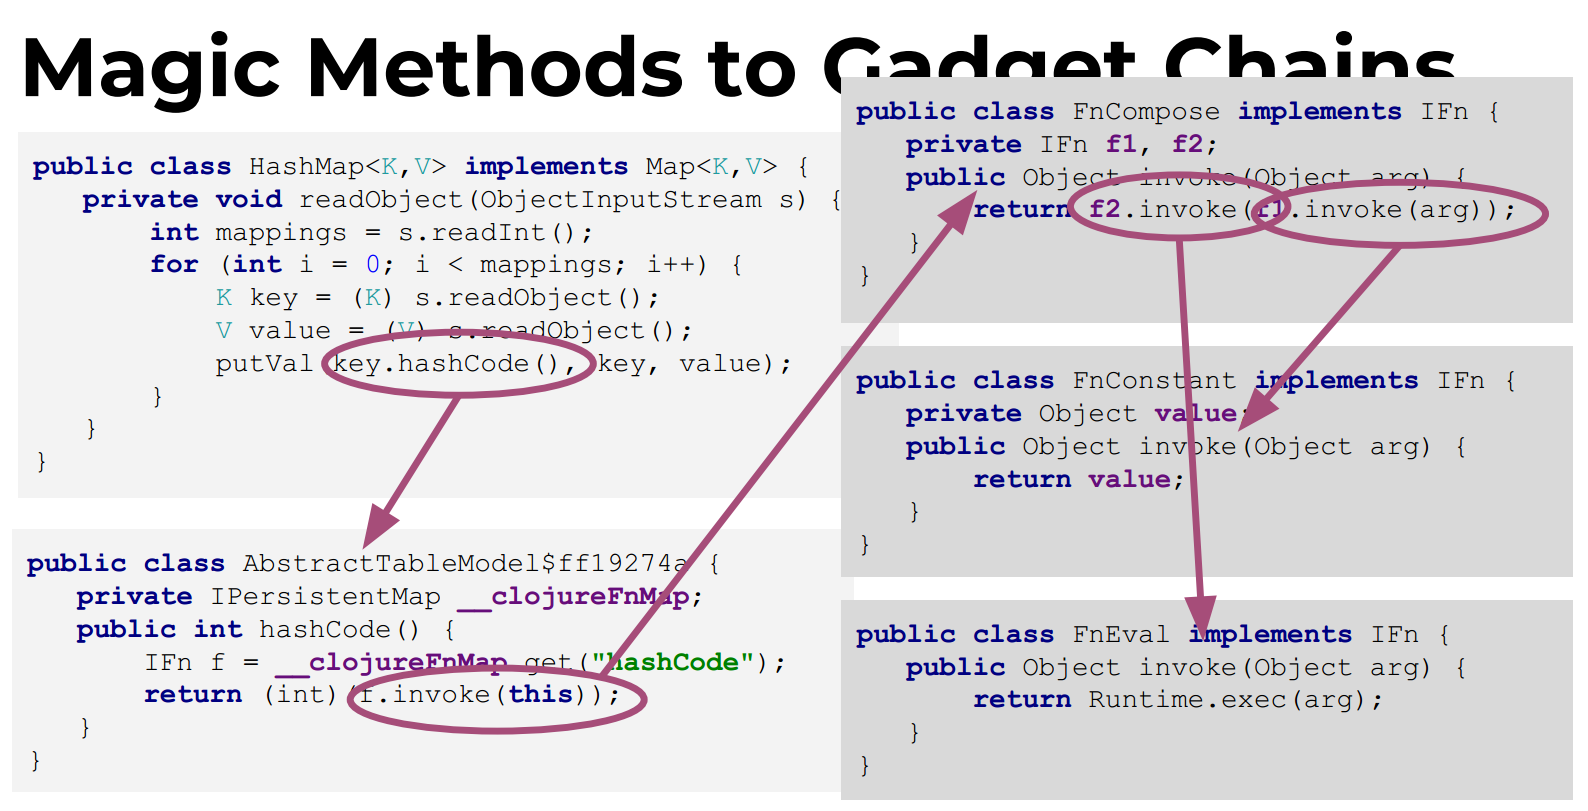 Magic Methods to Gadget Chains
public class HashMap<K,V> implements Map<K,V> {
private void readObject(ObjectInputStream s) {
int mappings = s.readInt();
for (int i = 0; i < mappings; i++) {
K key = (K) s.readObject();
V value = (V) s.readObject();
putVal(key.hashCode(), key, value);
}
}
}
public class AbstractTableModel$ff19274a {
private IPersistentMap __clojureFnMap;
public int hashCode() {
IFn f = __clojureFnMap.get("hashCode");
return (int)(f.invoke(this));
}
}
public class FnCompose implements IFn {
private IFn f1, f2;
public Object invoke(Object arg) {
return f2.invoke(f1.invoke(arg));
}
}
public class FnConstant implements IFn {
private Object value;
public Object invoke(Object arg) {
return value;
}
}
public class FnEval implements IFn {
public Object invoke(Object arg) {
return Runtime.exec(arg);
}
}